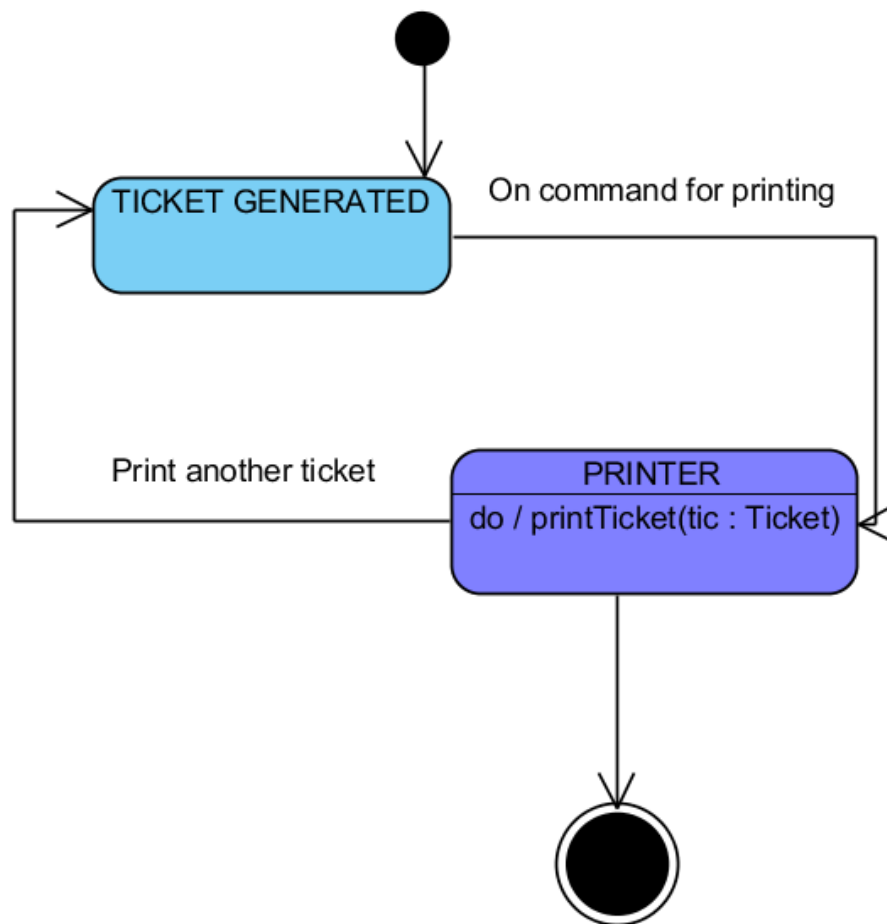 TICKET GENERATED
On command for printing
Print another ticket
PRINTER
do / printTicket(tic : Ticket)